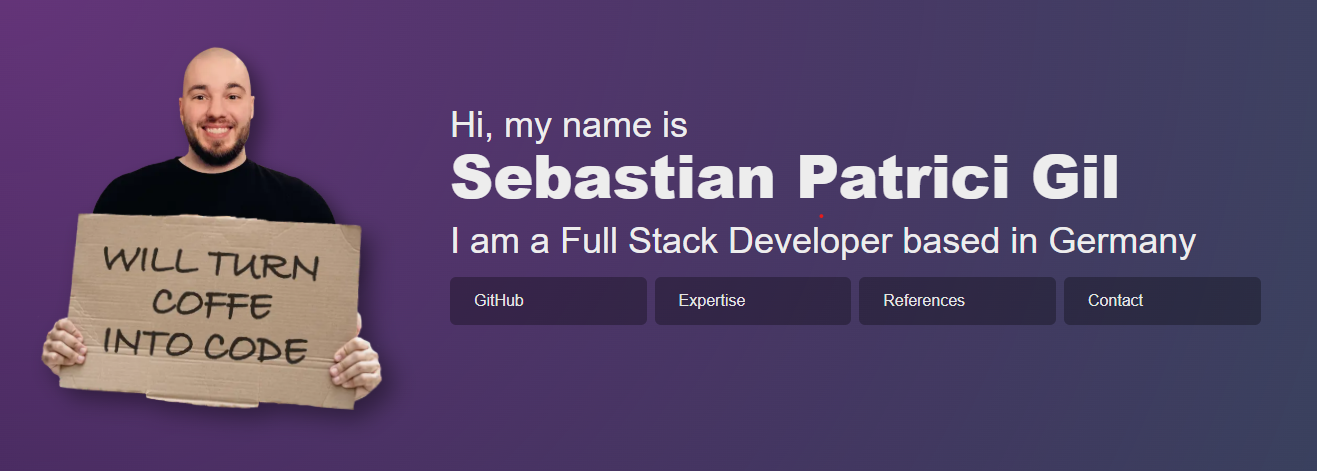 Hi, my name is
Sebastian Patrici Gil
I am a Full Stack Developer based in Germany
GitHub Expertise References Contact
WILL TURN
COFFE
INTO CODE